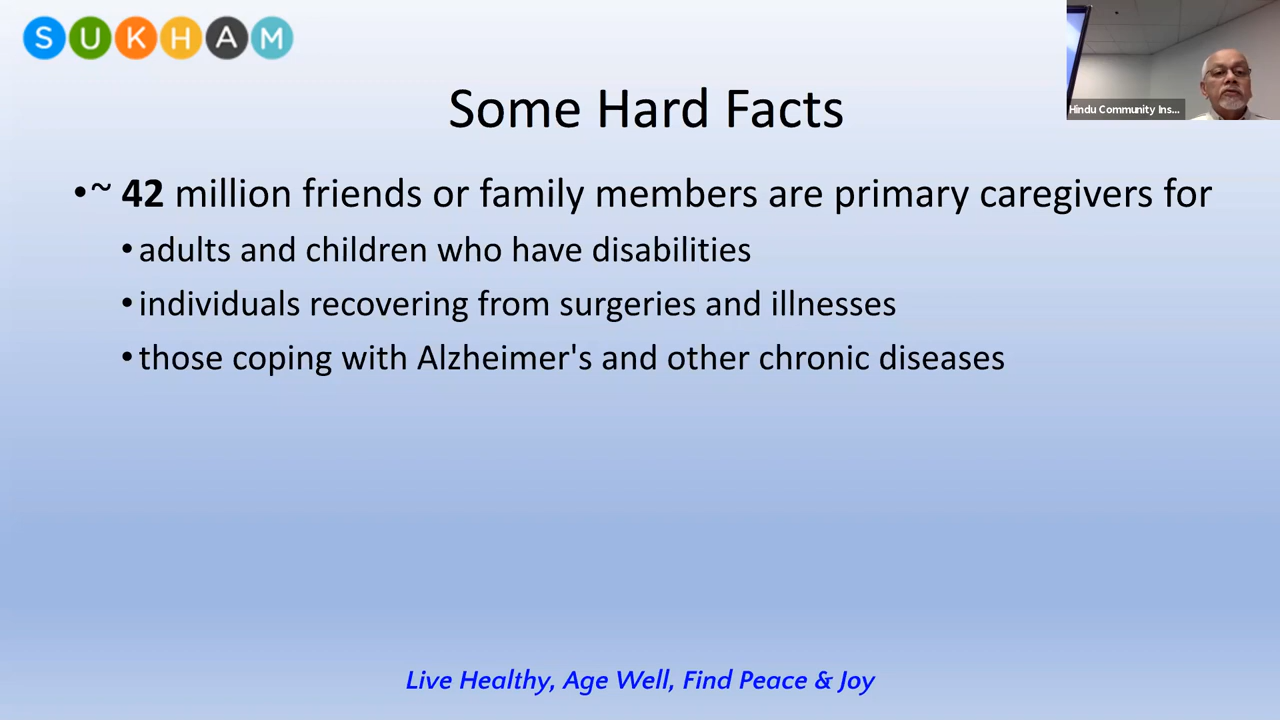 SUKHAM
Hindu Community Ins...
Some Hard Facts
•~ 42 million friends or family members are primary caregivers for
•adults and children who have disabilities
•individuals recovering from surgeries and illnesses
•those coping with Alzheimer's and other chronic diseases
Live Healthy, Age Well, Find Peace & Joy